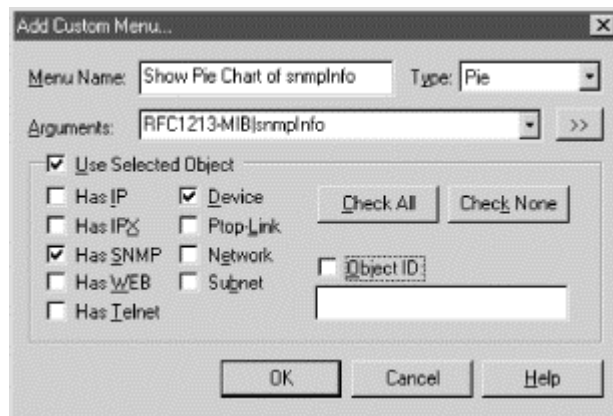 Add Custom Menu...
Menu Name: Show Pie Chart of snmpInfo Type: Pie
Arguments: RFC1213-MIB|snmpInfo >>
Use Selected Object
Has IP Device Check All Check None
Has IPX Ptop-Link
Has SNMP Network Object ID:
Has WEB Subnet
Has Telnet
OK Cancel Help